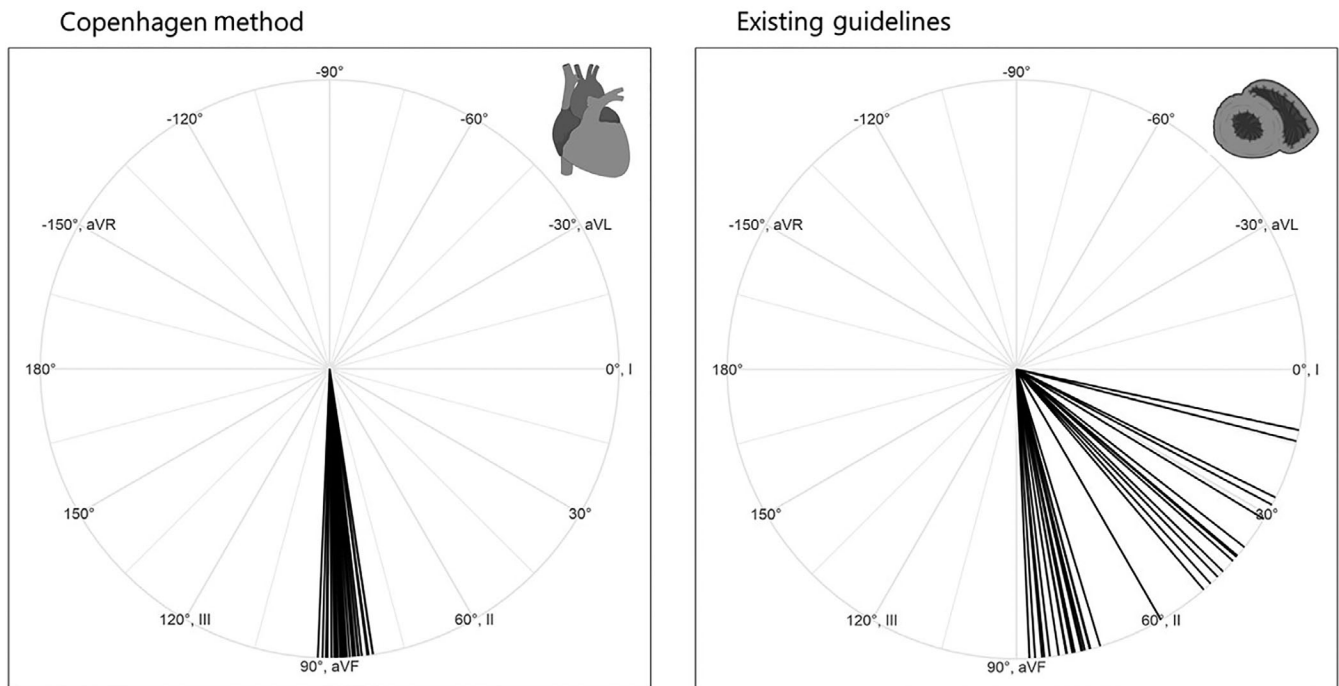 Copenhagen method
-90°
-120°
-60°
-150°, aVR
-30°, aVL
180°
0°, I
150°
30°
120°, III
60°, II
90°, aVF
Existing guidelines
-90°
-120°
-60°
-150°, aVR
-30°, aVL
180°
0°, I
150°
30°
120°, III
60°, II
90°, aVF